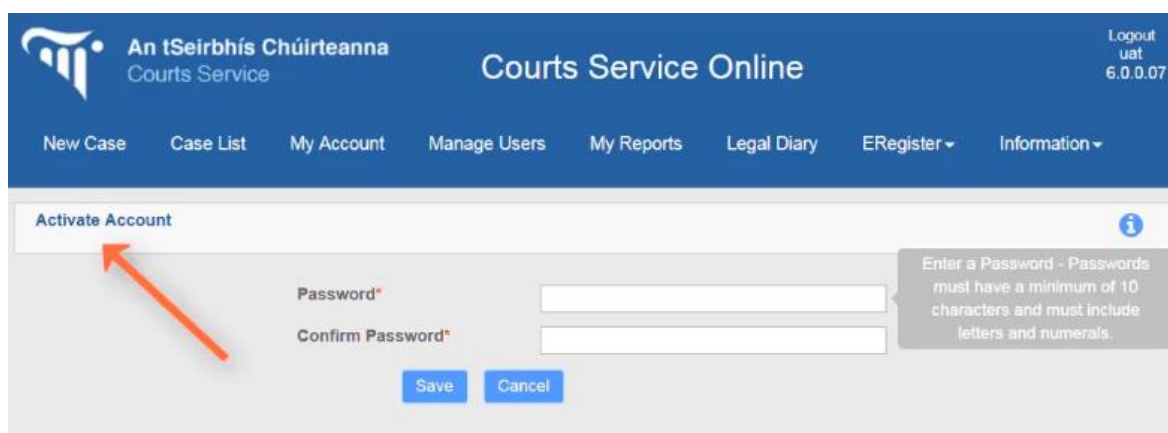 An tSeirbhís Chúirteanna
Courts Service
Courts Service Online
Logout
uat
6.0.0.07
New Case Case List My Account Manage Users My Reports Legal Diary ERegister Information
Activate Account
Password*
Enter a Password - Passwords
must have a minimum of 10
characters and must include
letters and numerals.
Confirm Password*
Save Cancel